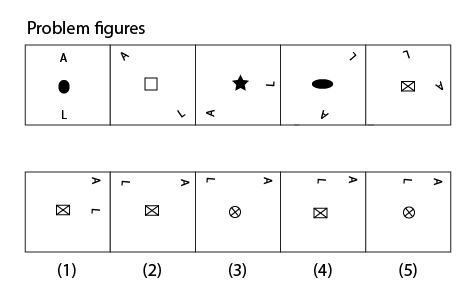 Problem figures
A A L L A
L L A A A
A L A L A L A L A
L
(1) (2) (3) (4) (5)